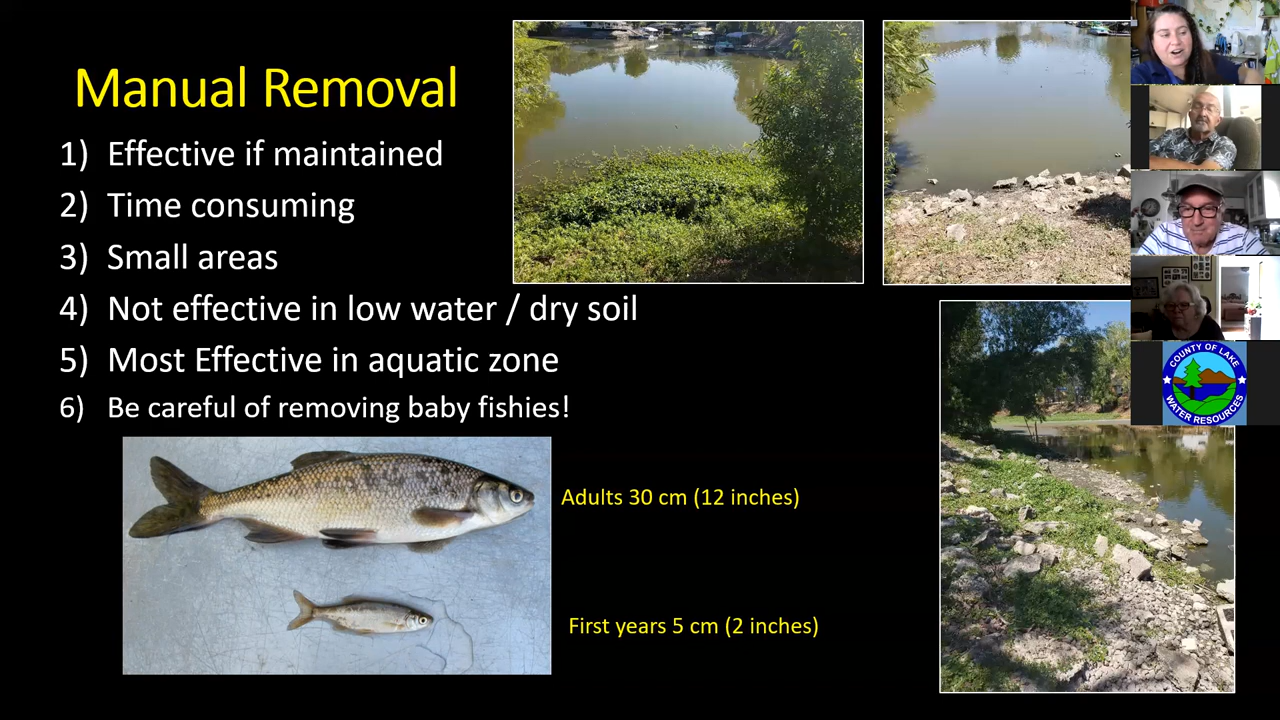 Manual Removal
1) Effective if maintained
2) Time consuming
3) Small areas
4) Not effective in low water / dry soil
5) Most Effective in aquatic zone
6) Be careful of removing baby fishies!
Adults 30 cm (12 inches)
First years 5 cm (2 inches)
COUNTY OF LAKE
WATER RESOURCES